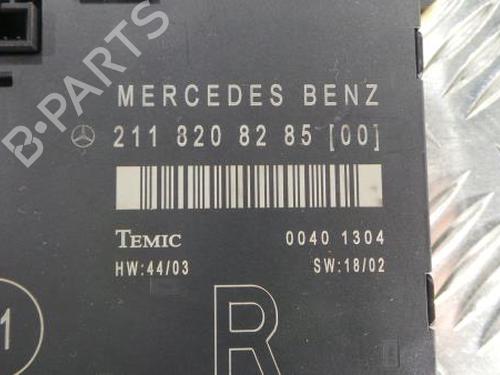 MERCEDES BENZ
211 820 82 85 [00]
TEMIC 0040 1304
HW:44/03 SW:18/02
1
R
B-PARTS